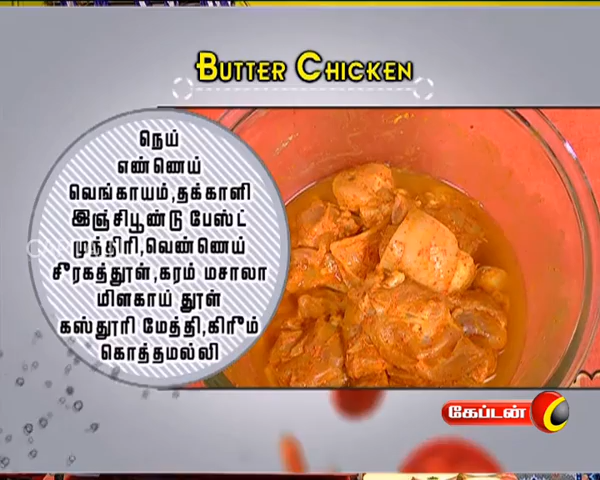 BUTTER CHICKEN
நெய்
எண்ணெய்
வெங்காயம்,தக்காளி
இஞ்சிபூண்டு பேஸ்ட்
முந்திரி,வெண்ணெய்
சீரகத்தூள்,கரம் மசாலா
மிளகாய் தூள்
கஸ்தூரி மேத்தி,கிரீம்
கொத்தமல்லி
கேப்டன்